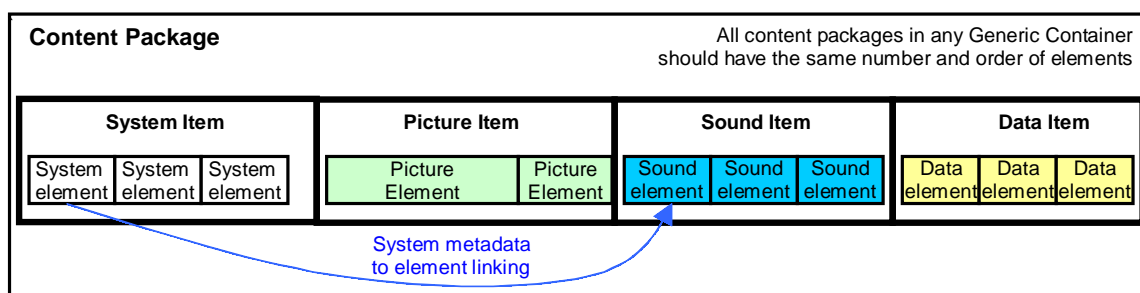 Content Package
All content packages in any Generic Container
should have the same number and order of elements
System Item
Picture Item
Sound Item
Data Item
System element
System element
System element
Picture Element
Picture Element
Sound element
Sound element
Sound element
Data element
Data element
Data element
System metadata
to element linking